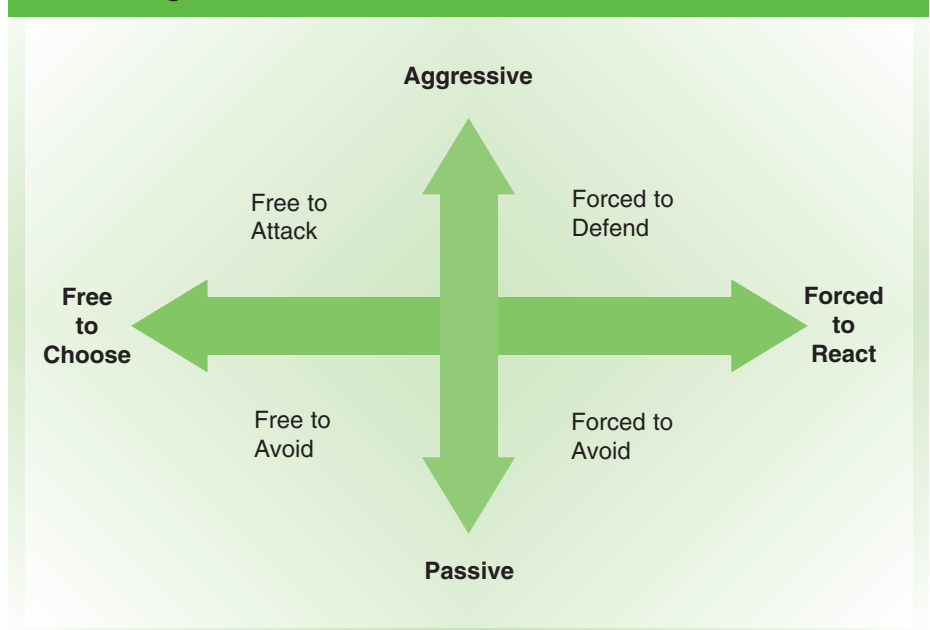 Aggressive
Free to
Attack
Forced to
Defend
Free
to
Choose
Forced
to
React
Free to
Avoid
Forced to
Avoid
Passive